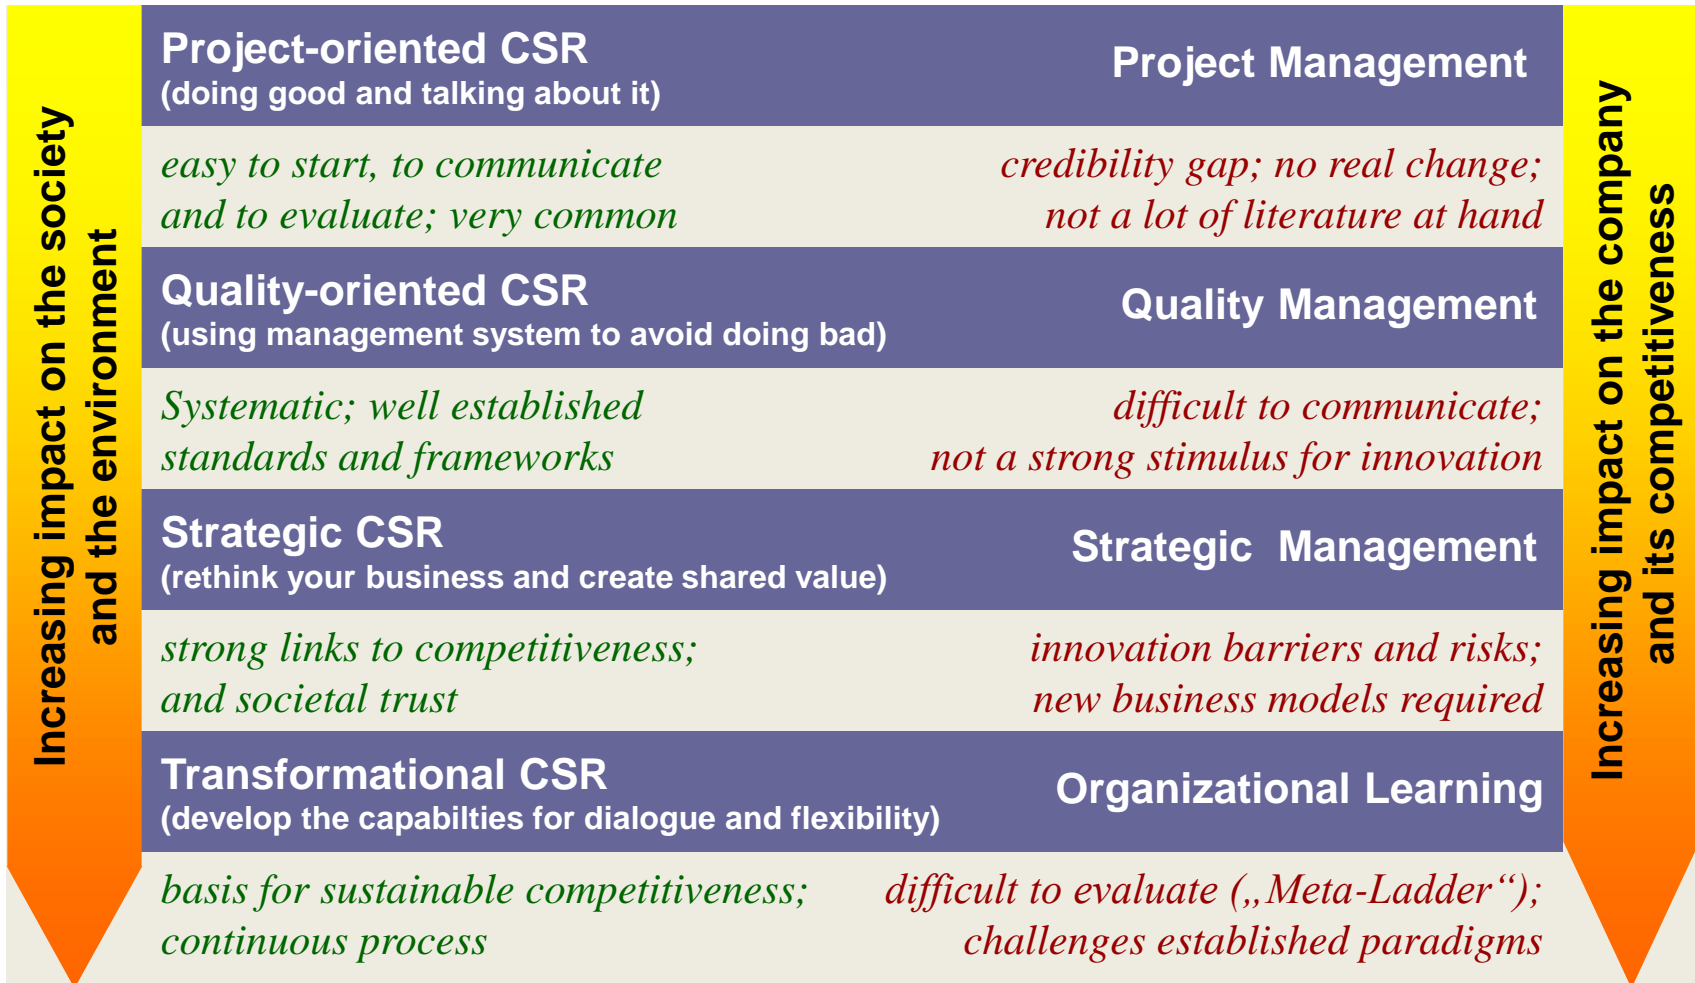 Increasing impact on the society
and the environment
Project-oriented CSR
(doing good and talking about it)
Project Management
easy to start, to communicate
and to evaluate; very common
credibility gap; no real change;
not a lot of literature at hand
Quality-oriented CSR
(using management system to avoid doing bad)
Quality Management
Systematic; well established
standards and frameworks
difficult to communicate;
not a strong stimulus for innovation
Strategic CSR
(rethink your business and create shared value)
Strategic Management
strong links to competitiveness;
and societal trust
innovation barriers and risks;
new business models required
Transformational CSR
(develop the capabilties for dialogue and flexibility)
Organizational Learning
basis for sustainable competitiveness;
continuous process
difficult to evaluate („Meta-Ladder“);
challenges established paradigms
Increasing impact on the company
and its competitiveness